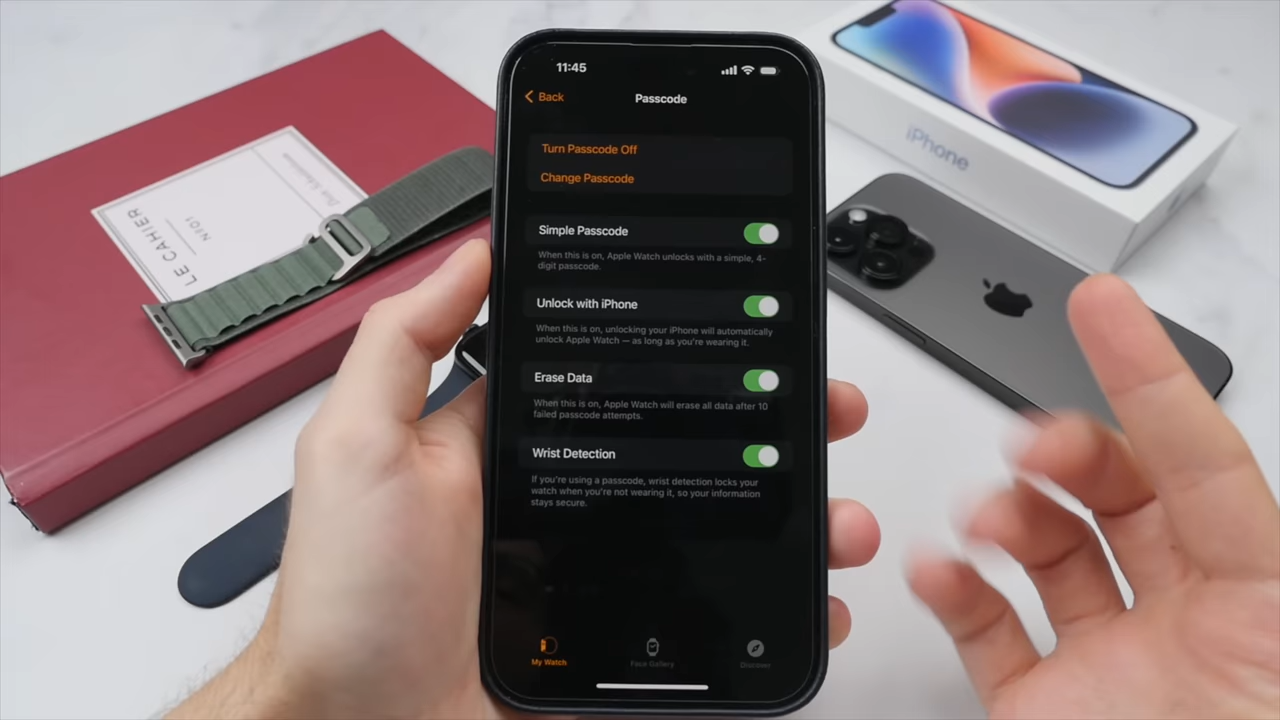 11:45
Back
Passcode
Turn Passcode Off
Change Passcode
Simple Passcode
When this is on, Apple Watch unlocks with a simple, 4-
digit passcode.
Unlock with iPhone
When this is on, unlocking your iPhone will automatically
unlock Apple Watch — as long as you're wearing it.
Erase Data
When this is on, Apple Watch will erase all data after 10
failed passcode attempts.
Wrist Detection
If you're using a passcode, wrist detection locks your
watch when you're not wearing it, so your information
stays secure.
My Watch
Face Gallery
Discover
LE CAHIER
N°01
iPhone